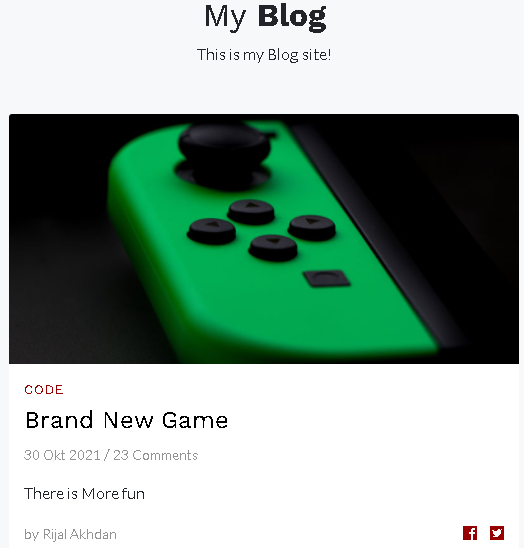 My Blog
This is my Blog site!
CODE
Brand New Game
30 Okt 2021 / 23 Comments
There is More fun
by Rijal Akhdan